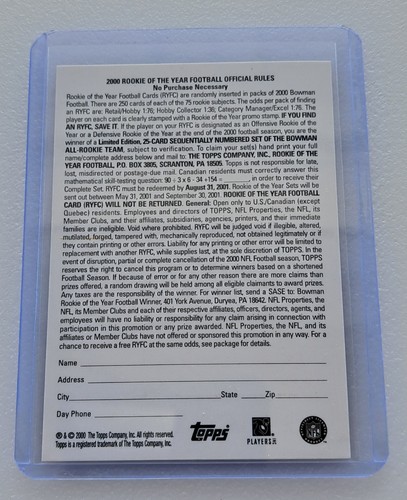 2000 ROOKIE OF THE YEAR FOOTBALL OFFICIAL RULES
No Purchase Necessary
Rookie of the Year Football Cards (RYFC) are randomly inserted in packs of 2000 Bowman
Football. There are 250 cards of each of the 75 rookie subjects. The odds per pack of finding
an RYFC are: Retail/Hobby 1:76; Hobby Collector 1:36; Category Manager/Excel 1:76. The
player on each card is clearly stamped with a Rookie of the Year promo stamp. IF YOU FIND
AN RYFC, SAVE IT. If the player on your RYFC is designated as an Offensive Rookie of the
Year or a Defensive Rookie of the Year at the end of the 2000 football season, you are the
winner of a Limited Edition, 25-CARD SEQUENTIALLY NUMBERED SET OF THE BOWMAN
ALL-ROOKIE TEAM, subject to verification. To claim your set(s) hand print your full
name/complete address below and mail to: THE TOPPS COMPANY, INC., ROOKIE OF THE
YEAR FOOTBALL, P.O. BOX 3805, SCRANTON, PA 18505. Topps is not responsible for late,
lost, misdirected or postage-due mail. Canadian residents must correctly answer this
mathematical skill-testing question: 90 ÷ 3 x 6 - 34 +154 = in order to receive their
Complete Set. RYFC must be redeemed by August 31, 2001. Rookie of the Year Sets will be
sent out between May 31, 2001 and September 30, 2001. ROOKIE OF THE YEAR FOOTBALL
CARD (RYFC) WILL NOT BE RETURNED. General: Open only to U.S./Canadian (except
Quebec) residents. Employees and directors of TOPPS, NFL Properties, the NFL, its
Member Clubs, and their affiliates, subsidiaries, agencies, printers, and their immediate
families are ineligible. Void where prohibited. RYFC will be judged void if illegible, altered,
mutilated, forged, tampered with, mechanically reproduced, not obtained legitimately or if
they contain printing or other errors. Liability for any printing or other error will be limited to
replacement with another RYFC, while supplies last, at the sole discretion of TOPPS. In the
event of disruption, partial or complete cancellation of the 2000 NFL Football season, TOPPS
reserves the right to cancel this program or to determine winners based on a shortened
Football Season. If because of error or for any other reason there are more claims than
prizes offered, a random drawing will be held among all eligible claimants to award prizes.
Any taxes are the responsibility of the winner. For winner list, send a SASE to: Bowman
Rookie of the Year Football Winner, 401 York Avenue, Duryea, PA 18642. NFL Properties, the
NFL, its Member Clubs and each of their respective affiliates, officers, directors, agents, and
employees will have no liability or responsibility for any claim arising in connection with
participation in this promotion or any prize awarded. NFL Properties, the NFL, and its
affiliates or Member Clubs have not offered or sponsored this promotion in any way. For a
chance to receive a free RYFC at the same odds, see package for details.
Name
Address
City State Zip
Day Phone
® & © 2000 The Topps Company, Inc. All rights reserved.
Topps is a registered trademark of The Topps Company, Inc.
Topps
PLAYERS INC
NFL